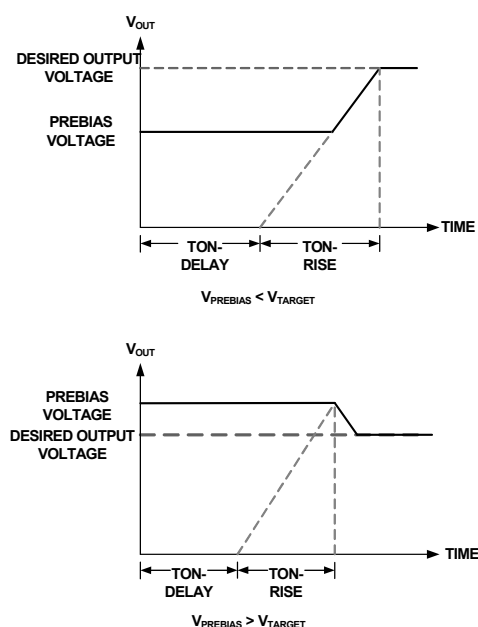 VOUT
DESIRED OUTPUT
VOLTAGE
PREBIAS
VOLTAGE
TIME
TON-
DELAY
TON-
RISE
VPREBIAS < VTARGET
VOUT
PREBIAS
VOLTAGE
DESIRED OUTPUT
VOLTAGE
TIME
TON-
DELAY
TON-
RISE
VPREBIAS > VTARGET